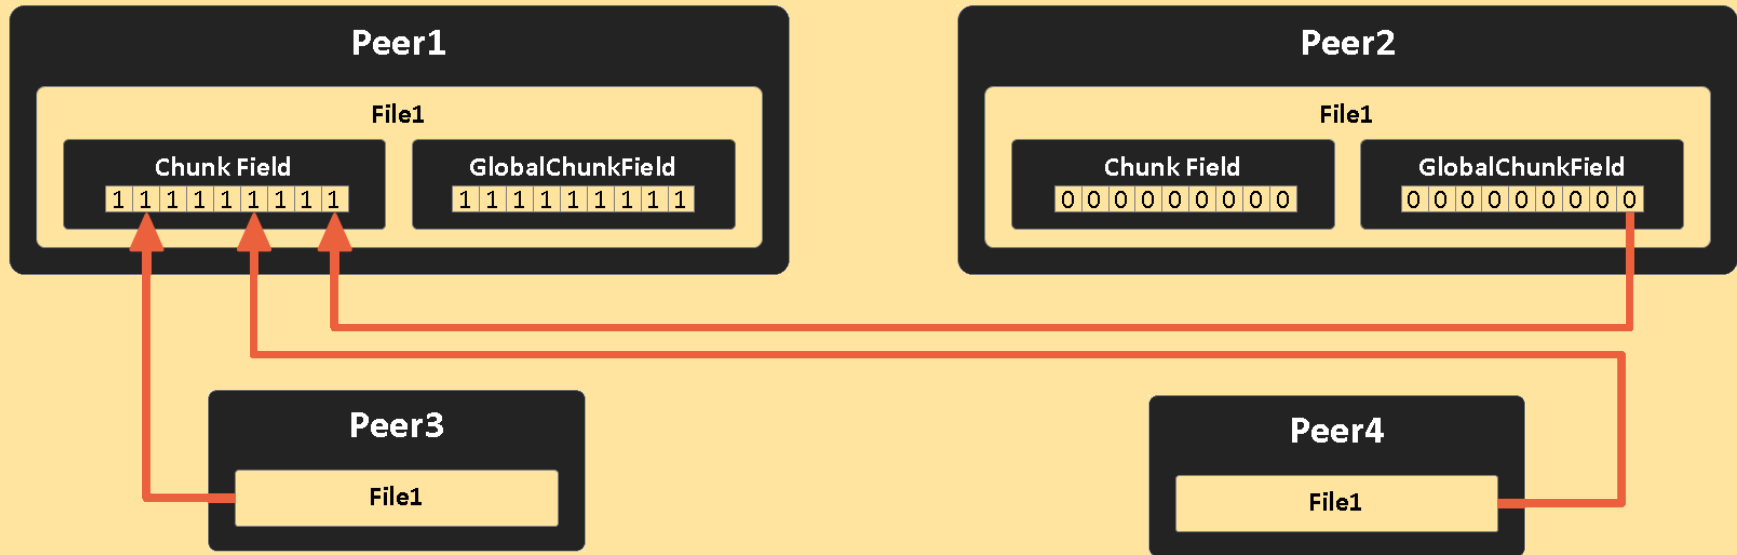 Peer1
File1
Chunk Field
1 1 1 1 1 1 1 1 1
GlobalChunkField
1 1 1 1 1 1 1 1 1
Peer2
File1
Chunk Field
0 0 0 0 0 0 0 0 0
GlobalChunkField
0 0 0 0 0 0 0 0 0
Peer3
File1
Peer4
File1